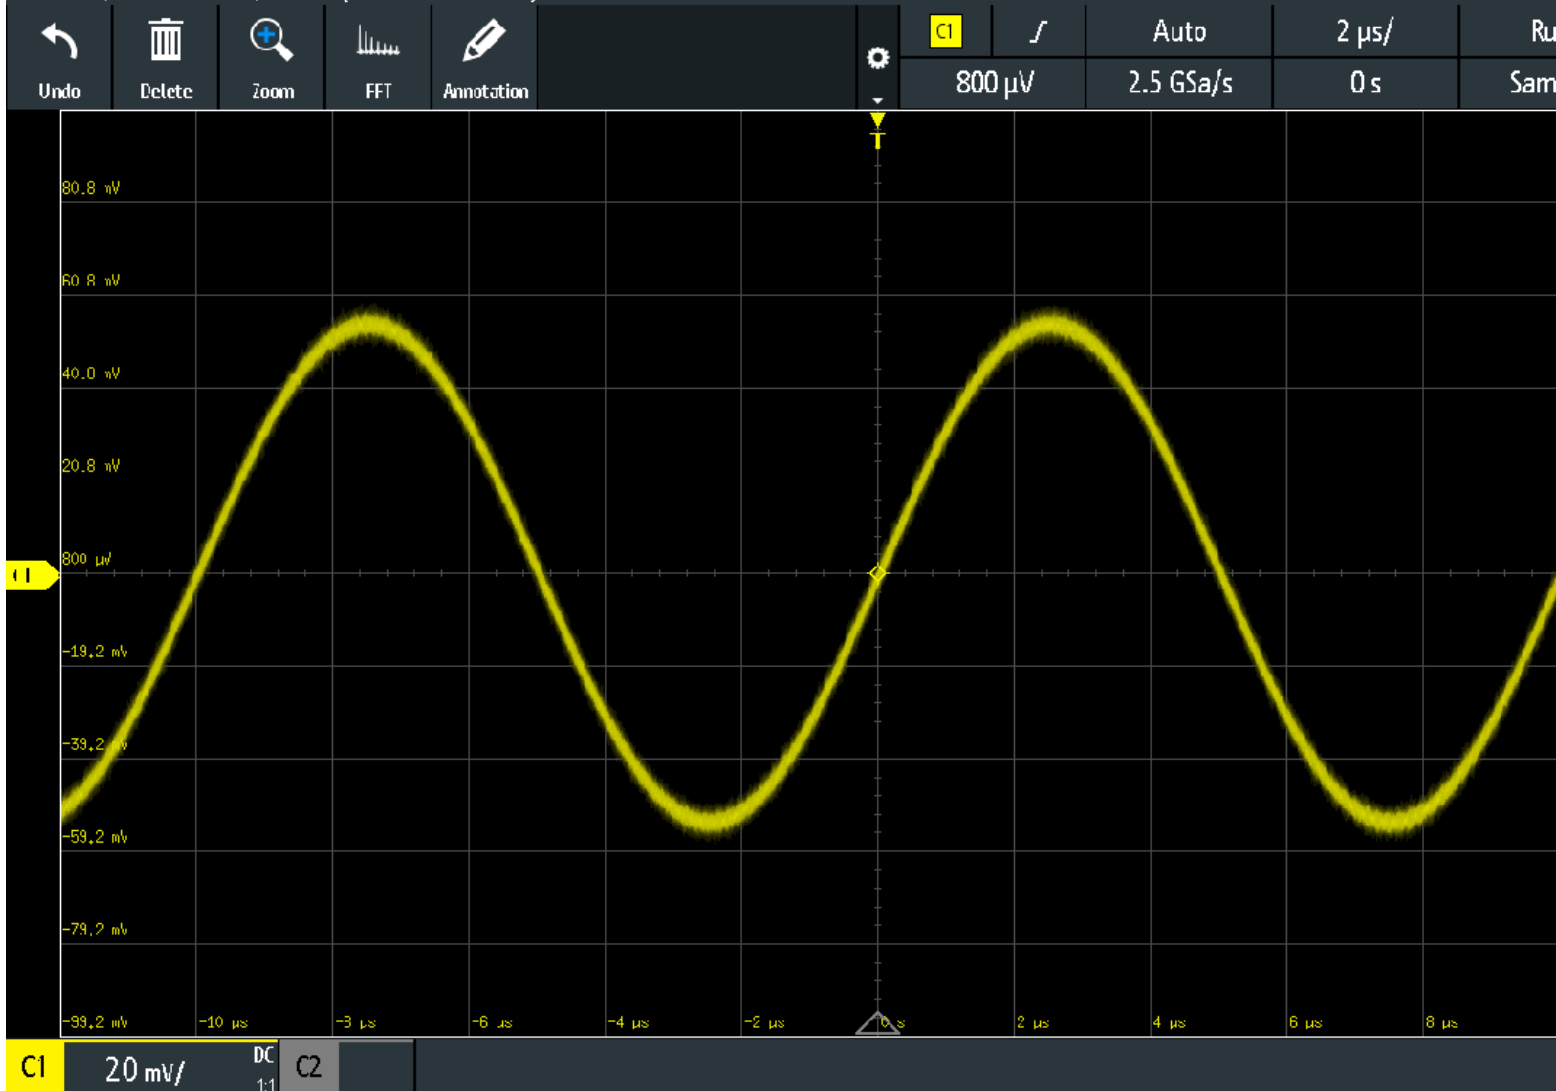 C1 Auto 2 µs/ Ru
Undo Delete Zoom FFT Annotation 800 µV 2.5 GSa/s 0 s Sam
T
80.8 mV
60.8 mV
40.8 mV
20.8 mV
800 µV
-19.2 mV
-39.2 mV
-59.2 mV
-79.2 mV
-99.2 mV -10 µs -8 µs -6 µs -4 µs -2 µs 0 s 2 µs 4 µs 6 µs 8 µs
C1 20 mV/ DC 1:1 C2